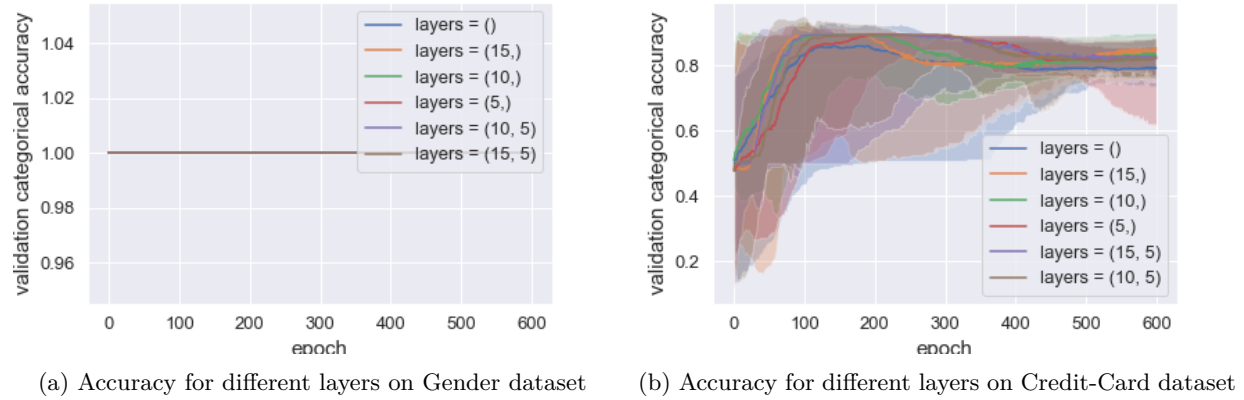 validation categorical accuracy
1.04
1.02
1.00
0.98
0.96
layers = ()
layers = (15,)
layers = (10,)
layers = (5,)
layers = (10, 5)
layers = (15, 5)
0 100 200 300 400 500 600
epoch
(a) Accuracy for different layers on Gender dataset
validation categorical accuracy
0.8
0.6
0.4
0.2
layers = ()
layers = (15,)
layers = (10,)
layers = (5,)
layers = (15, 5)
layers = (10, 5)
0 100 200 300 400 500 600
epoch
(b) Accuracy for different layers on Credit-Card dataset